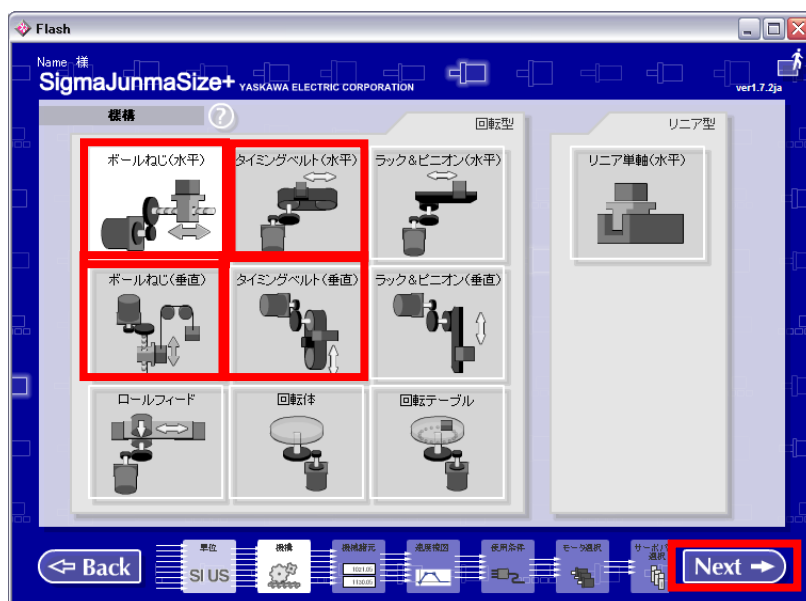 Flash
Name 様
SigmaJunmaSize+ YASKAWA ELECTRIC CORPORATION
ver1.7.2ja
機構
?
回転型
リニア型
ボールねじ(水平)
タイミングベルト(水平)
ラック&ピニオン(水平)
リニア単軸(水平)
ボールねじ(垂直)
タイミングベルト(垂直)
ラック&ピニオン(垂直)
ロールフィード
回転体
回転テーブル
Back
単位
SI US
機構
機械諸元
速度線図
使用条件
モータ選択
選択
Next